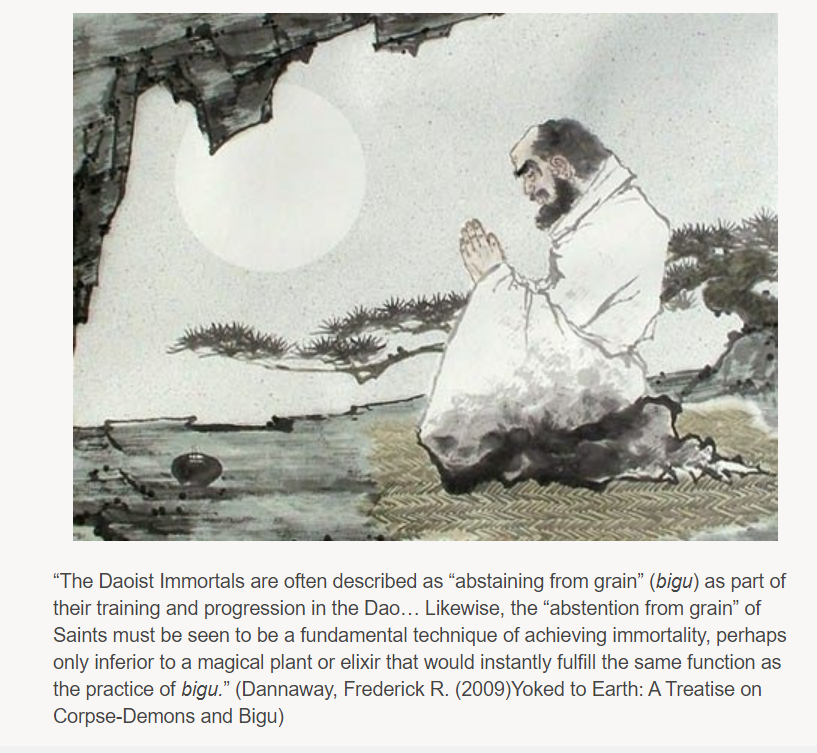 “The Daoist Immortals are often described as “abstaining from grain” (bigu) as part of
their training and progression in the Dao… Likewise, the “abstention from grain” of
Saints must be seen to be a fundamental technique of achieving immortality, perhaps
only inferior to a magical plant or elixir that would instantly fulfill the same function as
the practice of bigu.” (Dannaway, Frederick R. (2009)Yoked to Earth: A Treatise on
Corpse-Demons and Bigu)